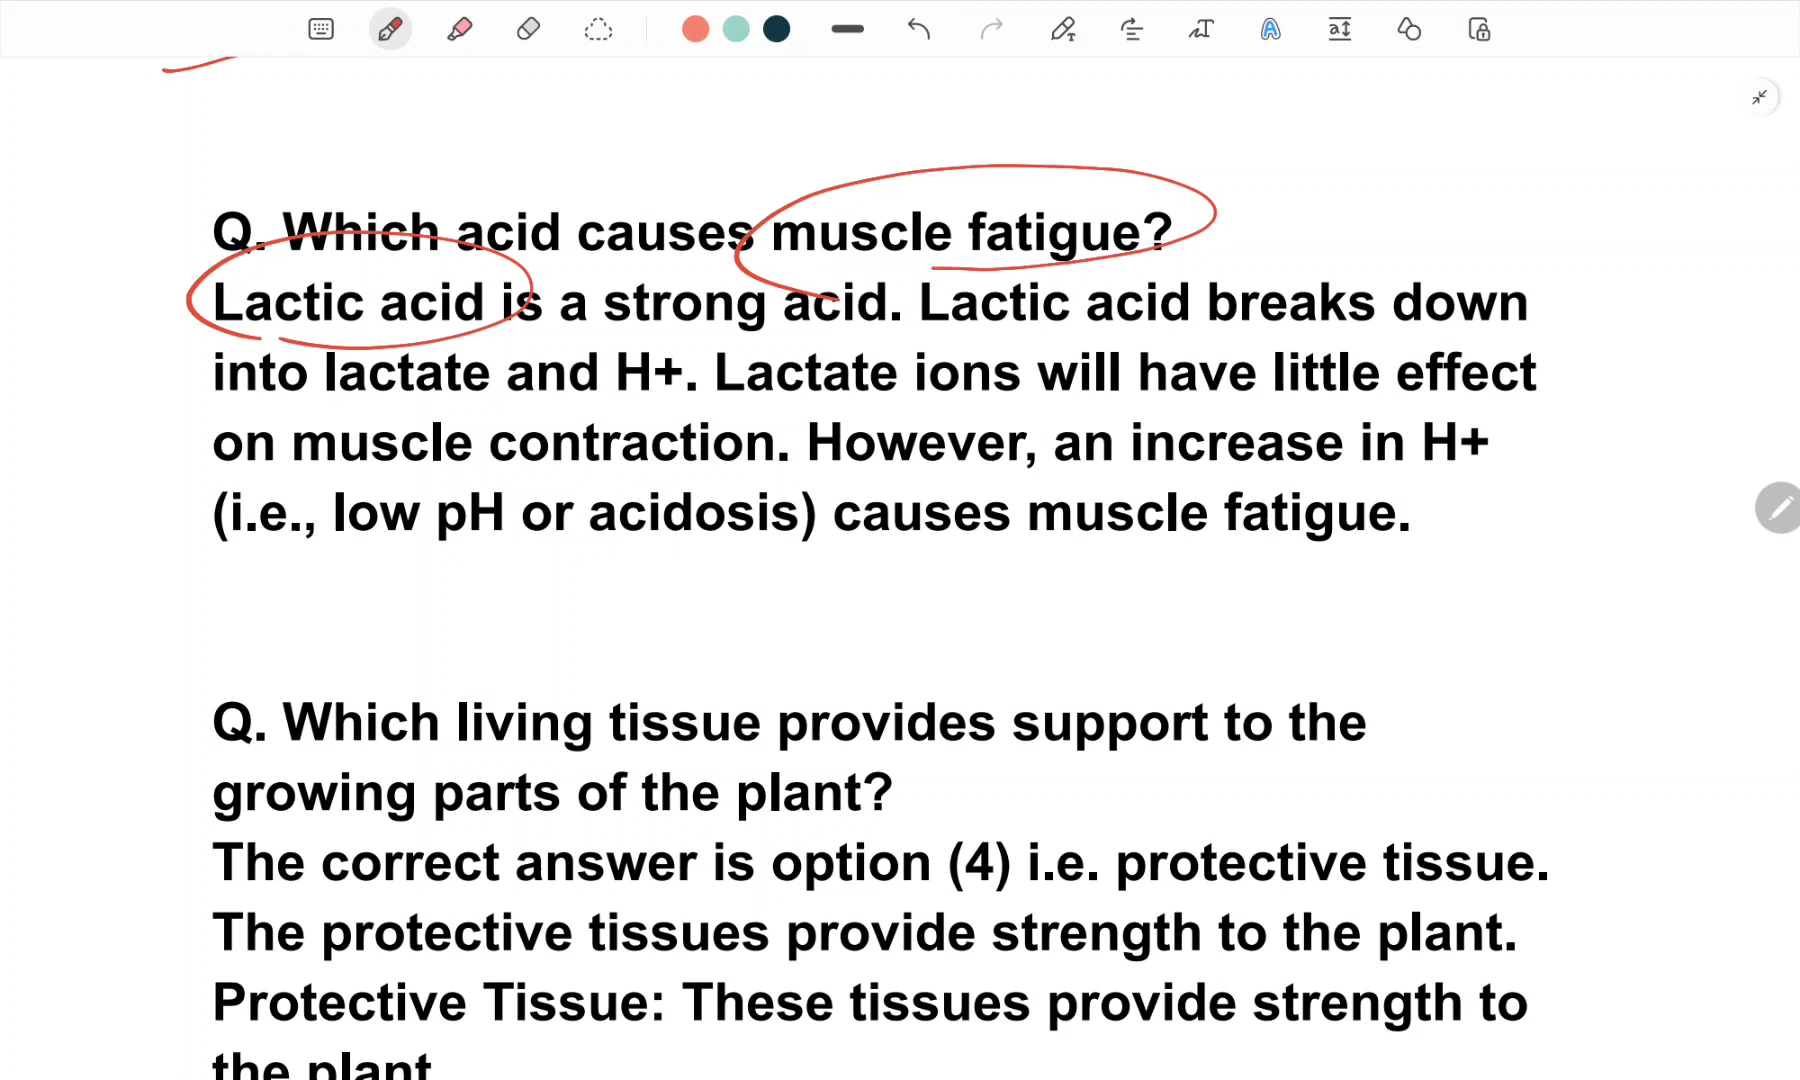 Q. Which acid causes muscle fatigue?
Lactic acid is a strong acid. Lactic acid breaks down
into lactate and H+. Lactate ions will have little effect
on muscle contraction. However, an increase in H+
(i.e., low pH or acidosis) causes muscle fatigue.
Q. Which living tissue provides support to the
growing parts of the plant?
The correct answer is option (4) i.e. protective tissue.
The protective tissues provide strength to the plant.
Protective Tissue: These tissues provide strength to
the plant